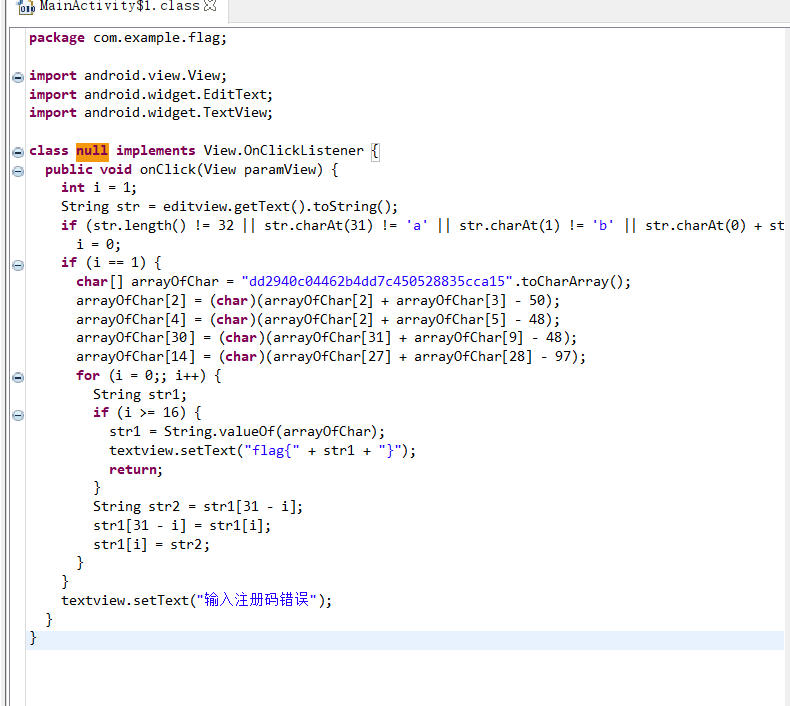 MainActivity$1.class
package com.example.flag;
import android.view.View;
import android.widget.EditText;
import android.widget.TextView;
class null implements View.OnClickListener {
public void onClick(View paramView) {
int i = 1;
String str = editview.getText().toString();
if (str.length() != 32 || str.charAt(31) != 'a' || str.charAt(1) != 'b' || str.charAt(0) + st
i = 0;
if (i == 1) {
char[] arrayOfChar = "dd2940c04462b4dd7c450528835cca15".toCharArray();
arrayOfChar[2] = (char)(arrayOfChar[2] + arrayOfChar[3] - 50);
arrayOfChar[4] = (char)(arrayOfChar[2] + arrayOfChar[5] - 48);
arrayOfChar[30] = (char)(arrayOfChar[31] + arrayOfChar[9] - 48);
arrayOfChar[14] = (char)(arrayOfChar[27] + arrayOfChar[28] - 97);
for (i = 0;; i++) {
String str1;
if (i >= 16) {
str1 = String.valueOf(arrayOfChar);
textview.setText("flag{" + str1 + "}");
return;
}
String str2 = str1[31 - i];
str1[31 - i] = str1[i];
str1[i] = str2;
}
}
textview.setText("输入注册码错误");
}
}